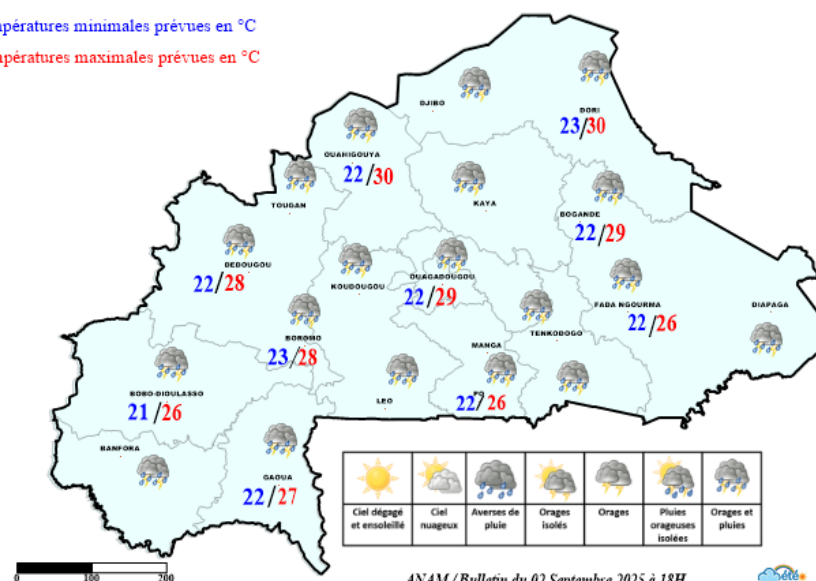 pératures minimales prévues en °C
pératures maximales prévues en °C
DJIBO
DORI
23/30
OUAHIGOUYA
22/30
TOUGAN
KAYA
BOGANDE
22/29
DEDOUGOU
22/28
KOUDOUGOU
OUAGADOUGOU
22/29
FADA NGOURMA
22/26
DIAPAGA
BOROMO
23/28
MANGA
TENKODOGO
BOBO-DIOULASSO
21/26
LEO
PO
22/26
BANFORA
GAOUA
22/27
Ciel dégagé et ensoleillé
Ciel nuageux
Averses de pluie
Orages isolés
Orages
Pluies orageuses isolées
Orages et pluies
0 100 200
ANAM / Bulletin du 02 Septembre 2025 à 18H
été